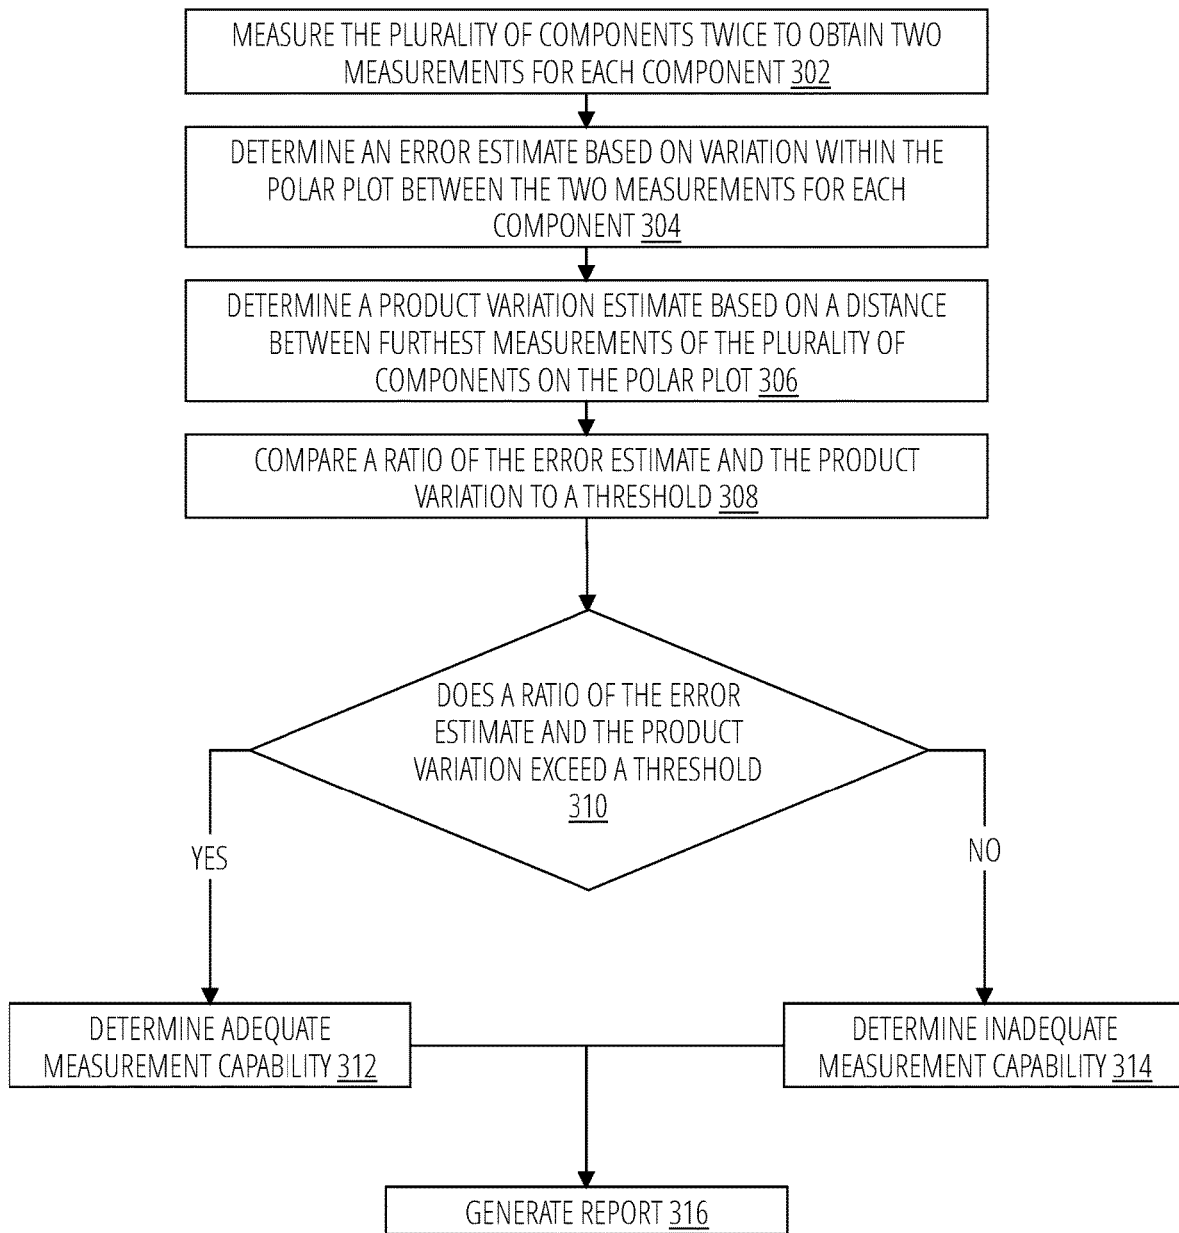 MEASURE THE PLURALITY OF COMPONENTS TWICE TO OBTAIN TWO
MEASUREMENTS FOR EACH COMPONENT 302
DETERMINE AN ERROR ESTIMATE BASED ON VARIATION WITHIN THE
POLAR PLOT BETWEEN THE TWO MEASUREMENTS FOR EACH
COMPONENT 304
DETERMINE A PRODUCT VARIATION ESTIMATE BASED ON A DISTANCE
BETWEEN FURTHEST MEASUREMENTS OF THE PLURALITY OF
COMPONENTS ON THE POLAR PLOT 306
COMPARE A RATIO OF THE ERROR ESTIMATE AND THE PRODUCT
VARIATION TO A THRESHOLD 308
DOES A RATIO OF THE ERROR
ESTIMATE AND THE PRODUCT
VARIATION EXCEED A THRESHOLD
310
YES
NO
DETERMINE ADEQUATE
MEASUREMENT CAPABILITY 312
DETERMINE INADEQUATE
MEASUREMENT CAPABILITY 314
GENERATE REPORT 316